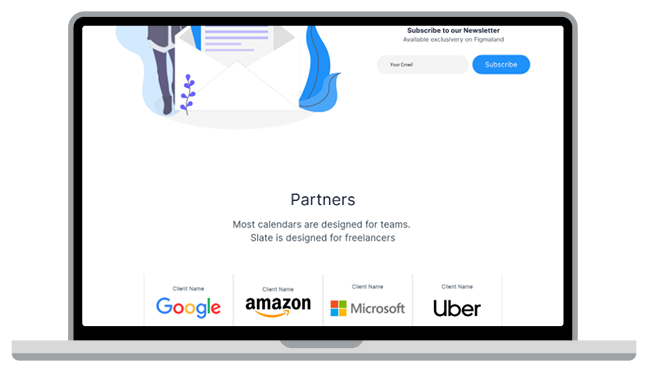 Subscribe to our Newsletter
Available exclusivery on Figmaland
Your Email
Subscribe
Partners
Most calendars are designed for teams.
Slate is designed for freelancers
Client Name
Client Name
Client Name
Client Name
Google
amazon
Microsoft
Uber